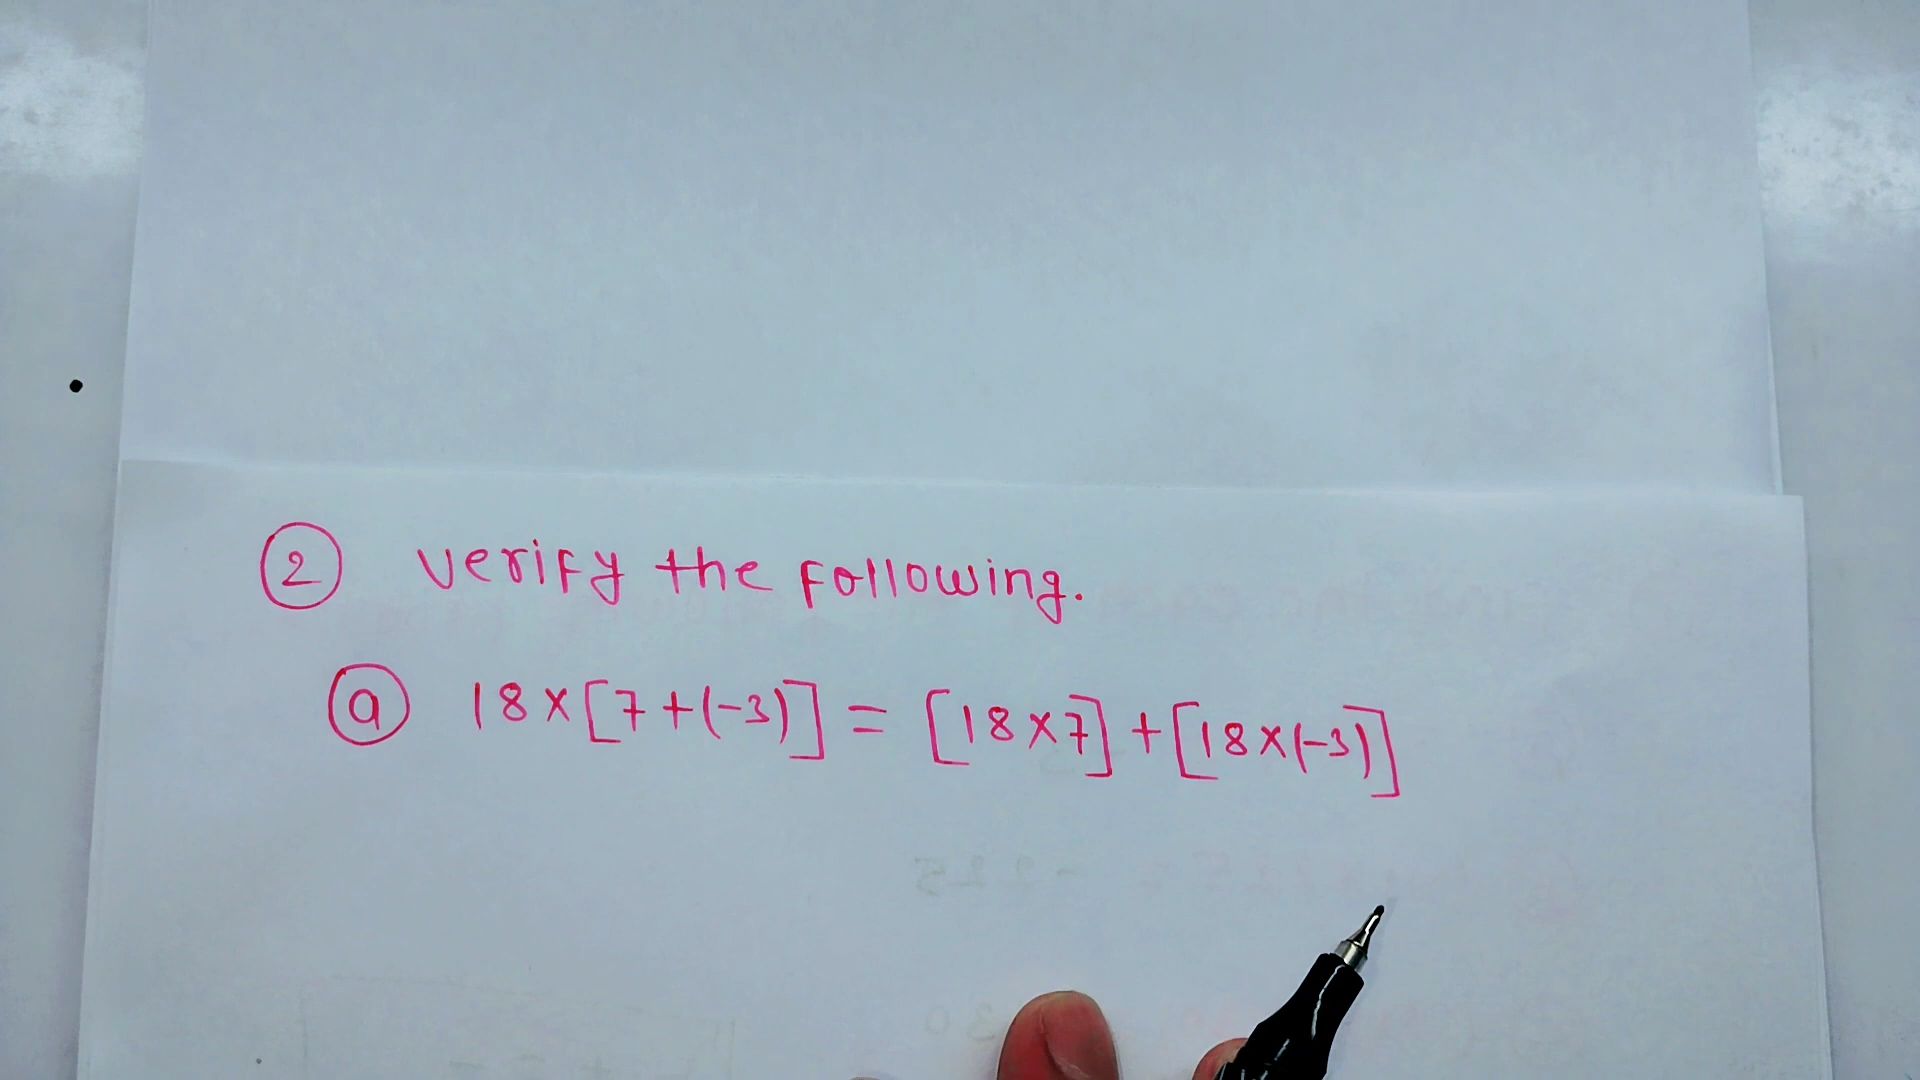 2 Verify the following.
a 18×[7+(-3)] = [18×7]+[18×(-3)]